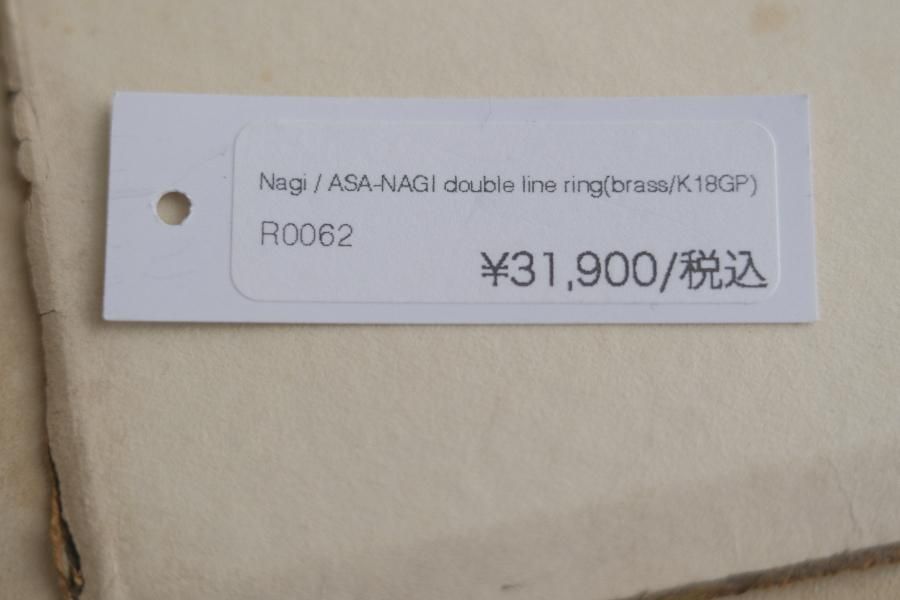 Nagi / ASA-NAGI double line ring(brass/K18GP)
R0062
¥31,900/税込